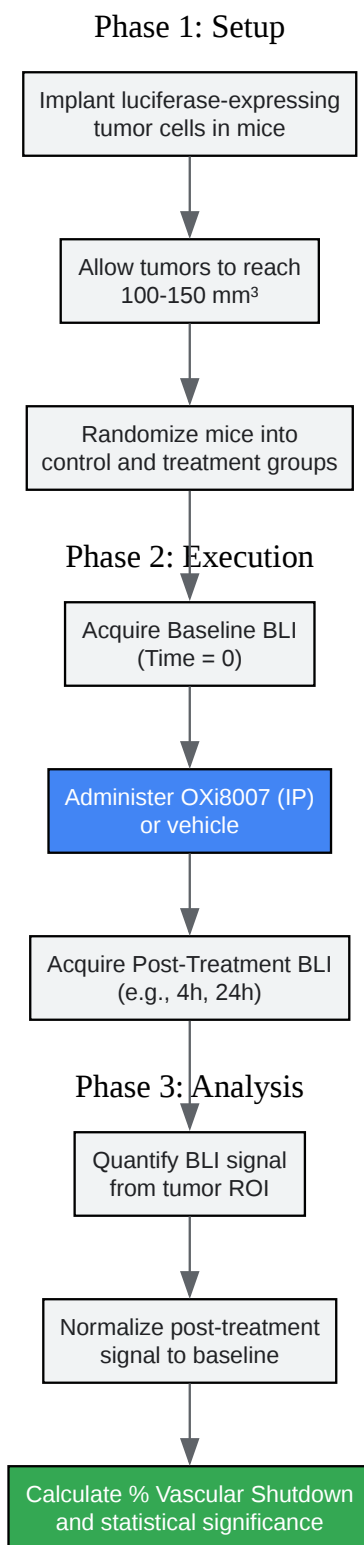 Phase 1: Setup
Implant luciferase-expressing
tumor cells in mice
Allow tumors to reach
100-150 mm³
Randomize mice into
control and treatment groups
Phase 2: Execution
Acquire Baseline BLI
(Time = 0)
Administer OXi8007 (IP)
or vehicle
Acquire Post-Treatment BLI
(e.g., 4h, 24h)
Phase 3: Analysis
Quantify BLI signal
from tumor ROI
Normalize post-treatment
signal to baseline
Calculate % Vascular Shutdown
and statistical significance